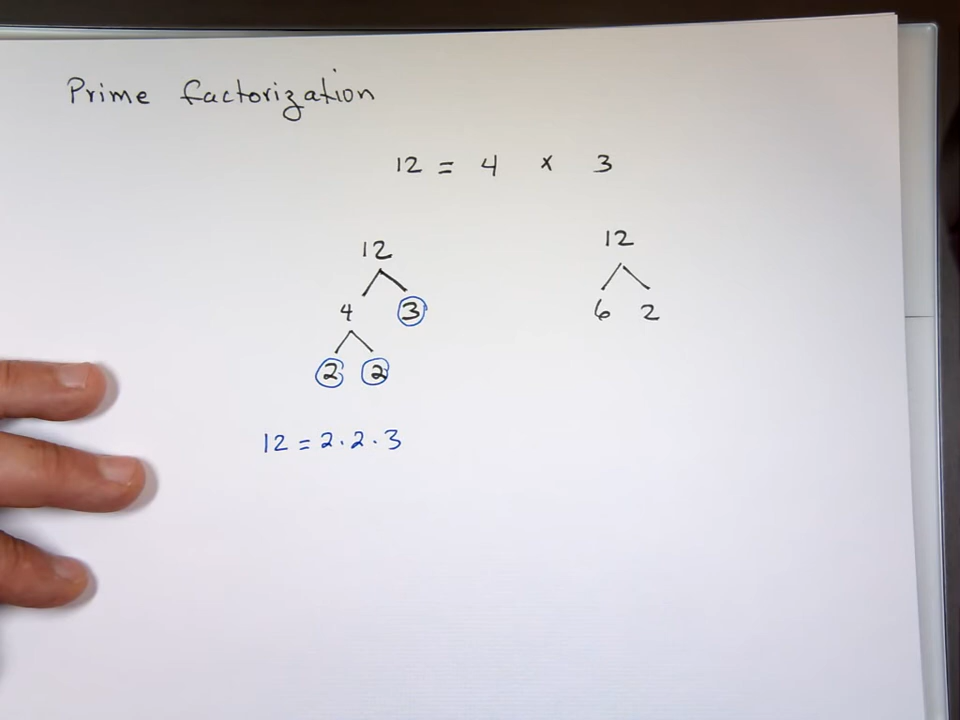 Prime factorization
12 = 4 x 3
12
4 3
2 2
12 = 2 · 2 · 3
12
6 2